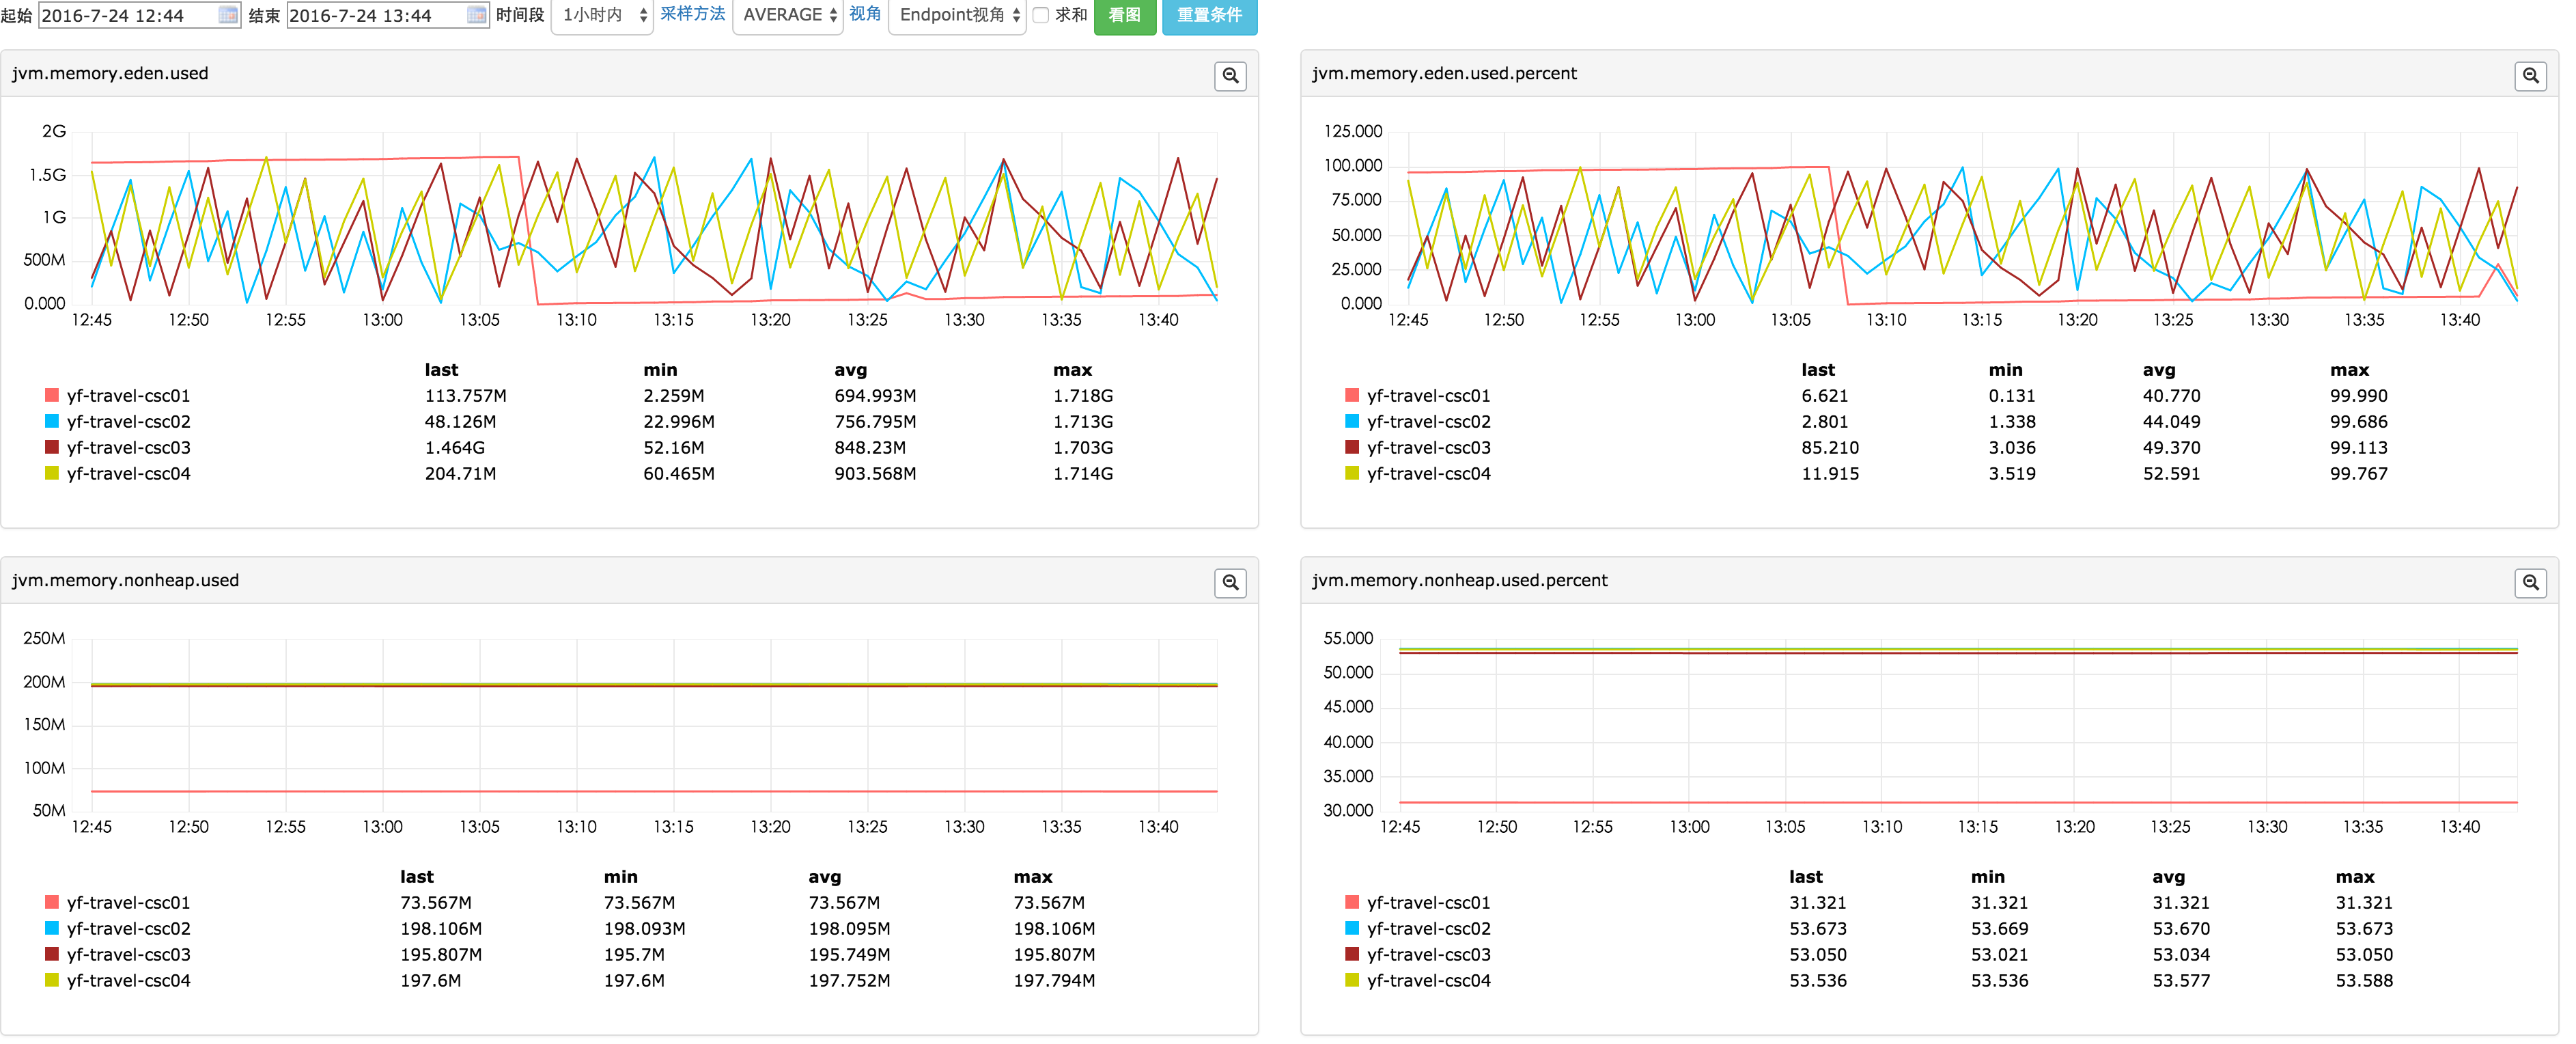 起始 2016-7-24 12:44 结束 2016-7-24 13:44 时间段 1小时内 采样方法 AVERAGE 视角 Endpoint视角 求和 看图 重置条件
jvm.memory.eden.used
2G
1.5G
1G
500M
0.000
12:45 12:50 12:55 13:00 13:05 13:10 13:15 13:20 13:25 13:30 13:35 13:40
last min avg max
yf-travel-csc01 113.757M 2.259M 694.993M 1.718G
yf-travel-csc02 48.126M 22.996M 756.795M 1.713G
yf-travel-csc03 1.464G 52.16M 848.23M 1.703G
yf-travel-csc04 204.71M 60.465M 903.568M 1.714G
jvm.memory.eden.used.percent
125.000
100.000
75.000
50.000
25.000
0.000
12:45 12:50 12:55 13:00 13:05 13:10 13:15 13:20 13:25 13:30 13:35 13:40
last min avg max
yf-travel-csc01 6.621 0.131 40.770 99.990
yf-travel-csc02 2.801 1.338 44.049 99.686
yf-travel-csc03 85.210 3.036 49.370 99.113
yf-travel-csc04 11.915 3.519 52.591 99.767
jvm.memory.nonheap.used
250M
200M
150M
100M
50M
12:45 12:50 12:55 13:00 13:05 13:10 13:15 13:20 13:25 13:30 13:35 13:40
last min avg max
yf-travel-csc01 73.567M 73.567M 73.567M 73.567M
yf-travel-csc02 198.106M 198.093M 198.095M 198.106M
yf-travel-csc03 195.807M 195.7M 195.749M 195.807M
yf-travel-csc04 197.6M 197.6M 197.752M 197.794M
jvm.memory.nonheap.used.percent
55.000
50.000
45.000
40.000
35.000
30.000
12:45 12:50 12:55 13:00 13:05 13:10 13:15 13:20 13:25 13:30 13:35 13:40
last min avg max
yf-travel-csc01 31.321 31.321 31.321 31.321
yf-travel-csc02 53.673 53.669 53.670 53.673
yf-travel-csc03 53.050 53.021 53.034 53.050
yf-travel-csc04 53.536 53.536 53.577 53.588